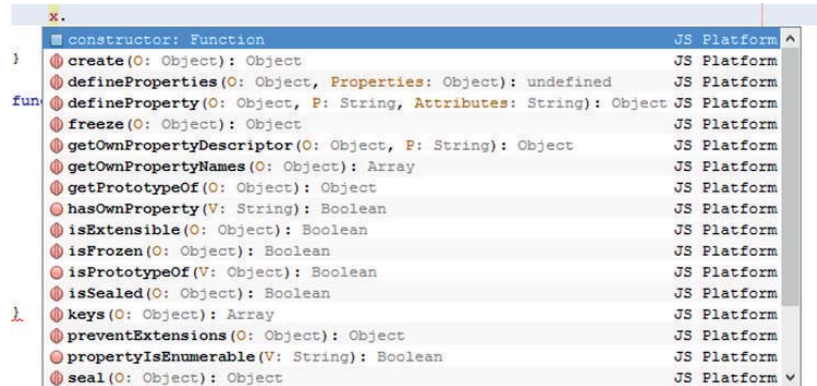 x.
constructor: Function JS Platform
} create(O: Object): Object JS Platform
defineProperties(O: Object, Properties: Object): undefined JS Platform
fun defineProperty(O: Object, P: String, Attributes: String): Object JS Platform
freeze(O: Object): Object JS Platform
getOwnPropertyDescriptor(O: Object, P: String): Object JS Platform
getOwnPropertyNames(O: Object): Array JS Platform
getPrototypeOf(O: Object): Object JS Platform
hasOwnProperty(V: String): Boolean JS Platform
isExtensible(O: Object): Boolean JS Platform
isFrozen(O: Object): Boolean JS Platform
isPrototypeOf(V: Object): Boolean JS Platform
isSealed(O: Object): Boolean JS Platform
} keys(O: Object): Array JS Platform
preventExtensions(O: Object): Object JS Platform
propertyIsEnumerable(V: String): Boolean JS Platform
seal(O: Object): Object JS Platform